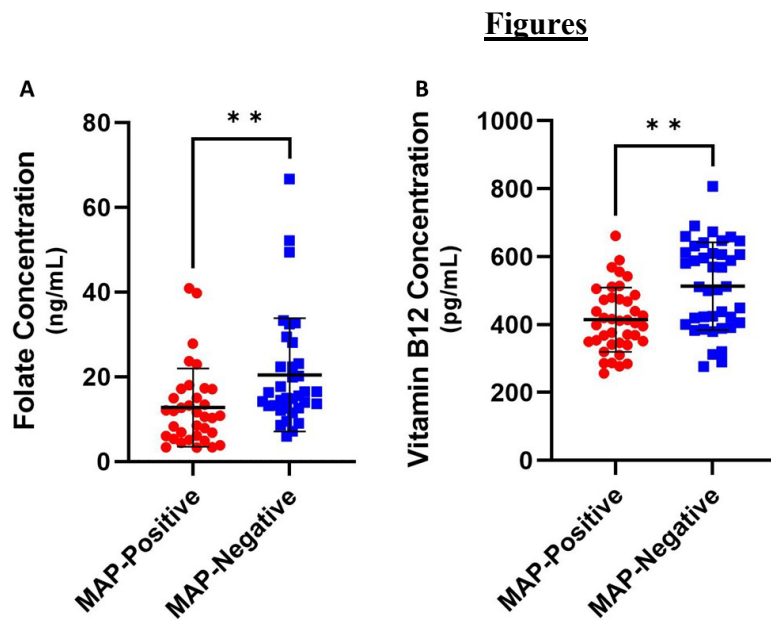 Figures
A
B
* *
* *
Folate Concentration
(ng/mL)
80
60
40
20
0
MAP-Positive
MAP-Negative
Vitamin B12 Concentration
(pg/mL)
1000
800
600
400
200
0
MAP-Positive
MAP-Negative